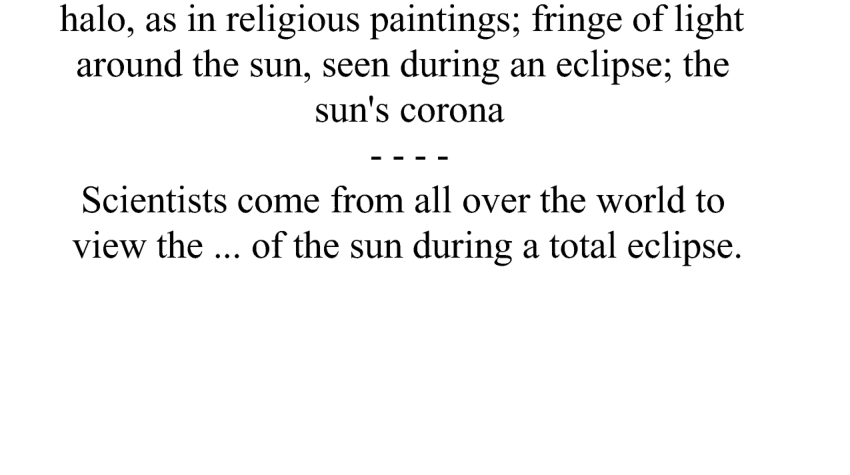 halo, as in religious paintings; fringe of light
around the sun, seen during an eclipse; the
sun's corona
- - - -
Scientists come from all over the world to
view the ... of the sun during a total eclipse.